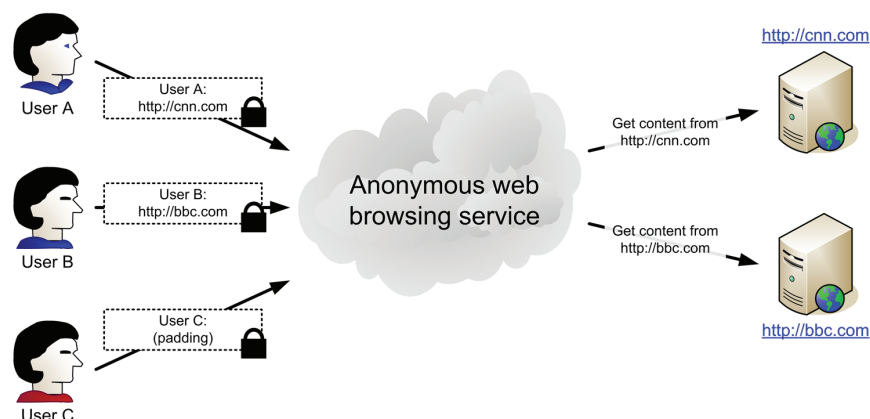 User A
User A:
http://cnn.com
User B
User B:
http://bbc.com
User C
User C:
(padding)
Anonymous web
browsing service
Get content from
http://cnn.com
http://cnn.com
Get content from
http://bbc.com
http://bbc.com